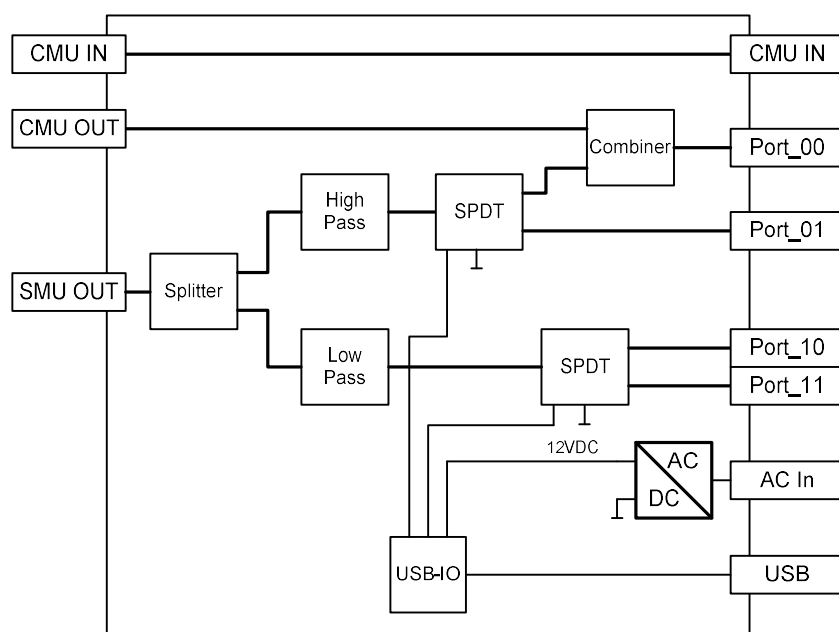 CMU IN
CMU IN
CMU OUT
Combiner
Port_00
High
Pass
SPDT
Port_01
SMU OUT
Splitter
Low
Pass
SPDT
Port_10
Port_11
12VDC
AC
DC
AC In
USB-IO
USB